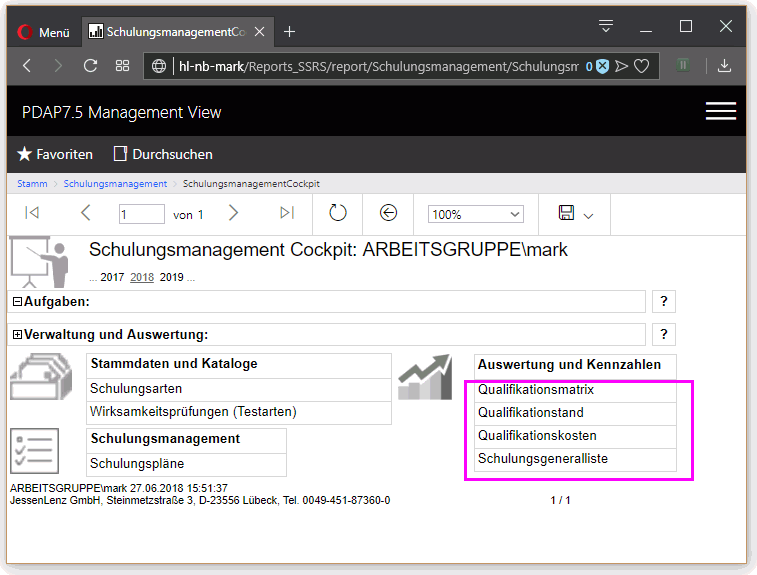 Menü
SchulungsmanagementCo
hl-nb-mark/Reports_SSRS/report/Schulungsmanagement/Schulungsm
0
PDAP7.5 Management View
Favoriten
Durchsuchen
Stamm > Schulungsmanagement > SchulungsmanagementCockpit
1 von 1
100%
Schulungsmanagement Cockpit: ARBEITSGRUPPE\mark
... 2017 2018 2019 ...
Aufgaben:
?
Verwaltung und Auswertung:
?
Stammdaten und Kataloge
Schulungsarten
Wirksamkeitsprüfungen (Testarten)
Schulungsmanagement
Schulungspläne
Auswertung und Kennzahlen
Qualifikationsmatrix
Qualifikationstand
Qualifikationskosten
Schulungsgeneralliste
ARBEITSGRUPPE\mark 27.06.2018 15:51:37
JessenLenz GmbH, Steinmetzstraße 3, D-23556 Lübeck, Tel. 0049-451-87360-0
1 / 1